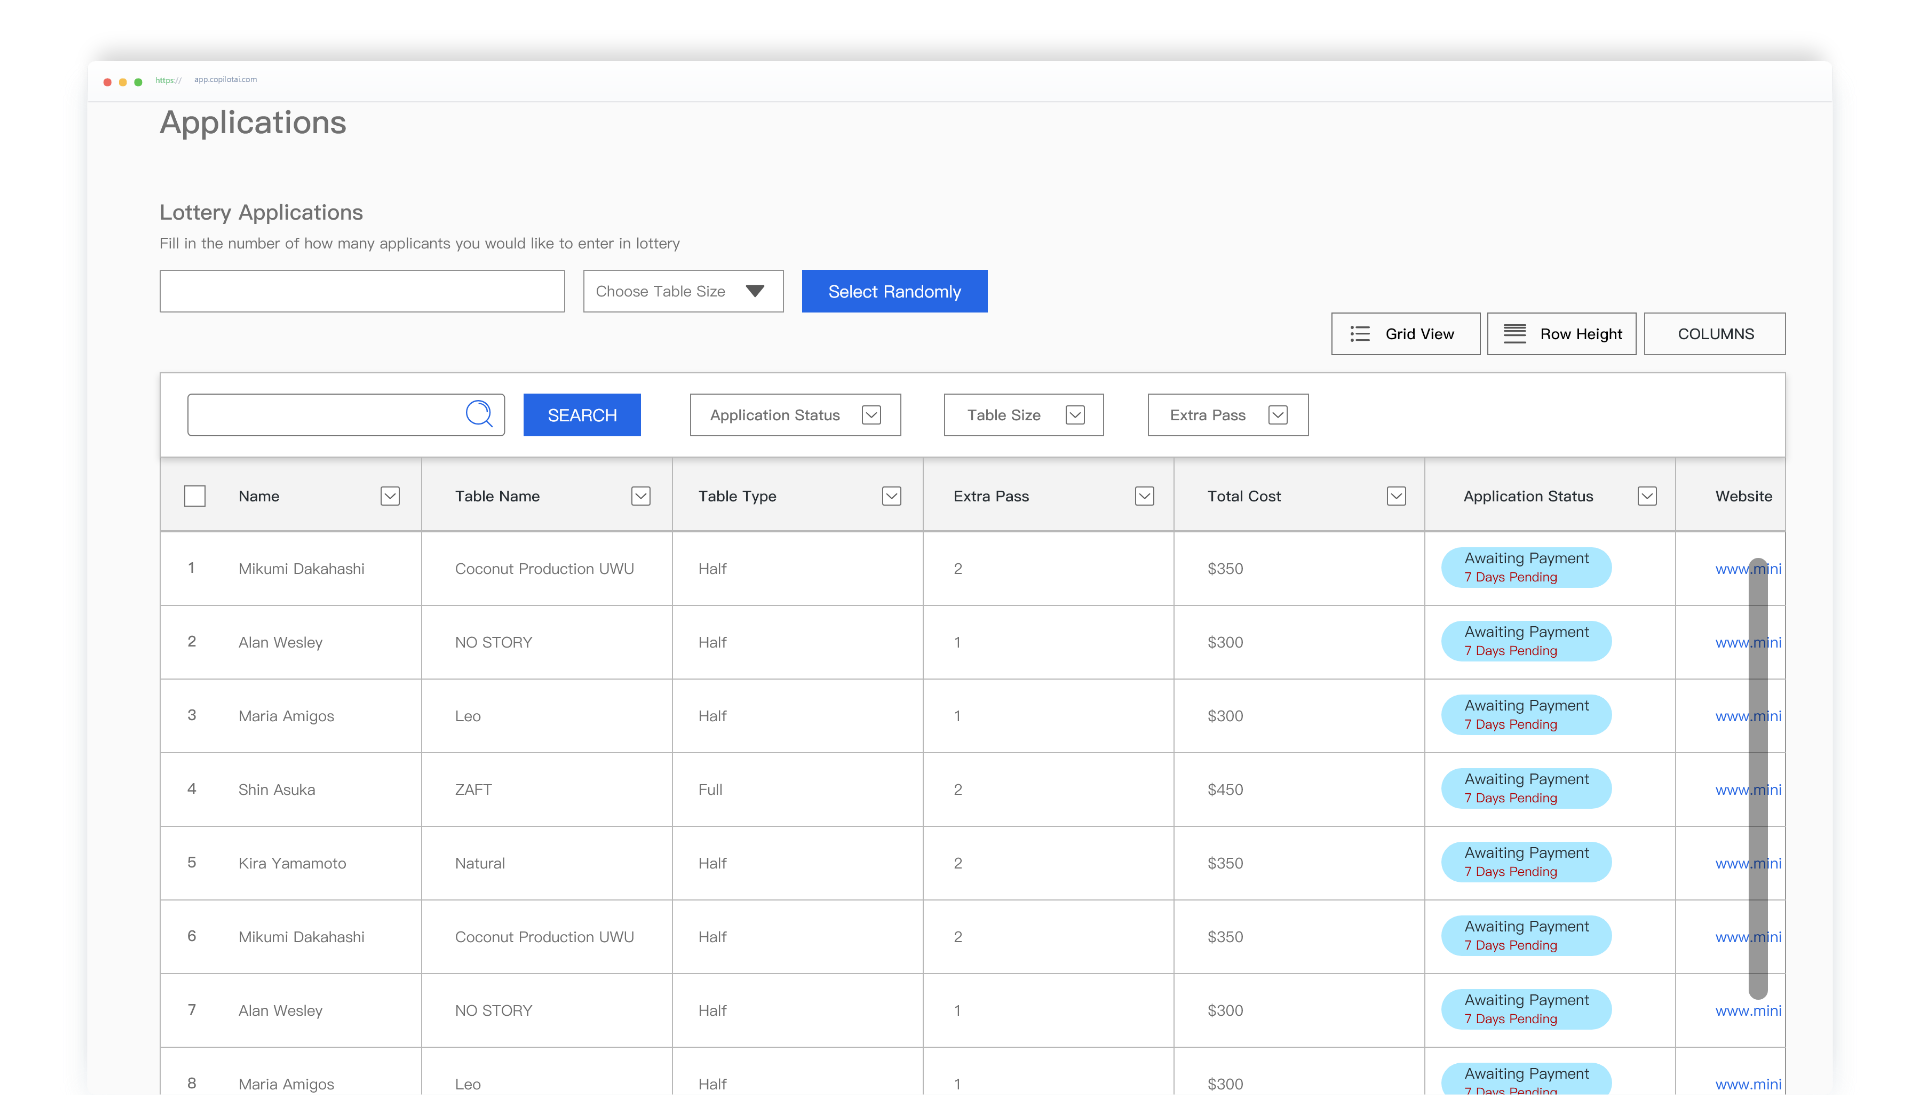 https:// app.copilotai.com
Applications
Lottery Applications
Fill in the number of how many applicants you would like to enter in lottery
Choose Table Size Select Randomly
Grid View Row Height COLUMNS
SEARCH Application Status Table Size Extra Pass
Name Table Name Table Type Extra Pass Total Cost Application Status Website
1 Mikumi Dakahashi Coconut Production UWU Half 2 $350 Awaiting Payment www.mini
7 Days Pending
2 Alan Wesley NO STORY Half 1 $300 Awaiting Payment www.mini
7 Days Pending
3 Maria Amigos Leo Half 1 $300 Awaiting Payment www.mini
7 Days Pending
4 Shin Asuka ZAFT Full 2 $450 Awaiting Payment www.mini
7 Days Pending
5 Kira Yamamoto Natural Half 2 $350 Awaiting Payment www.mini
7 Days Pending
6 Mikumi Dakahashi Coconut Production UWU Half 2 $350 Awaiting Payment www.mini
7 Days Pending
7 Alan Wesley NO STORY Half 1 $300 Awaiting Payment www.mini
7 Days Pending
8 Maria Amigos Leo Half 1 $300 Awaiting Payment www.mini
7 Days Pending